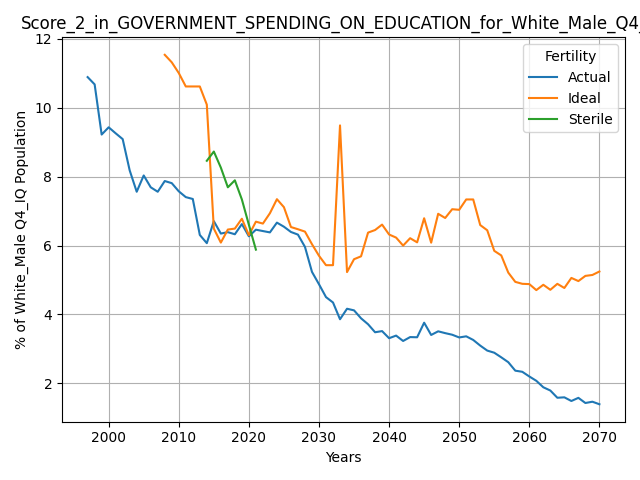 Score_2_in_GOVERNMENT_SPENDING_ON_EDUCATION_for_White_Male_Q4_
12
10
8
6
4
2
% of White_Male Q4_IQ Population
Fertility
Actual
Ideal
Sterile
2000 2010 2020 2030 2040 2050 2060 2070
Years